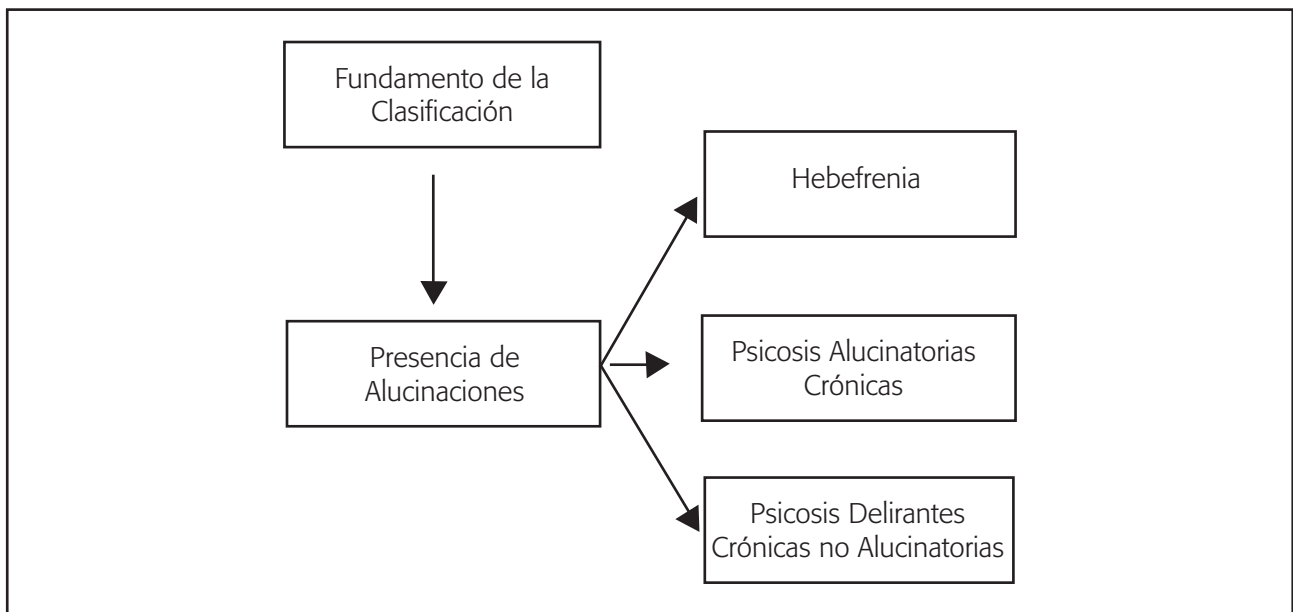 Fundamento de la
Clasificación
Presencia de
Alucinaciones
Hebefrenia
Psicosis Alucinatorias
Crónicas
Psicosis Delirantes
Crónicas no Alucinatorias